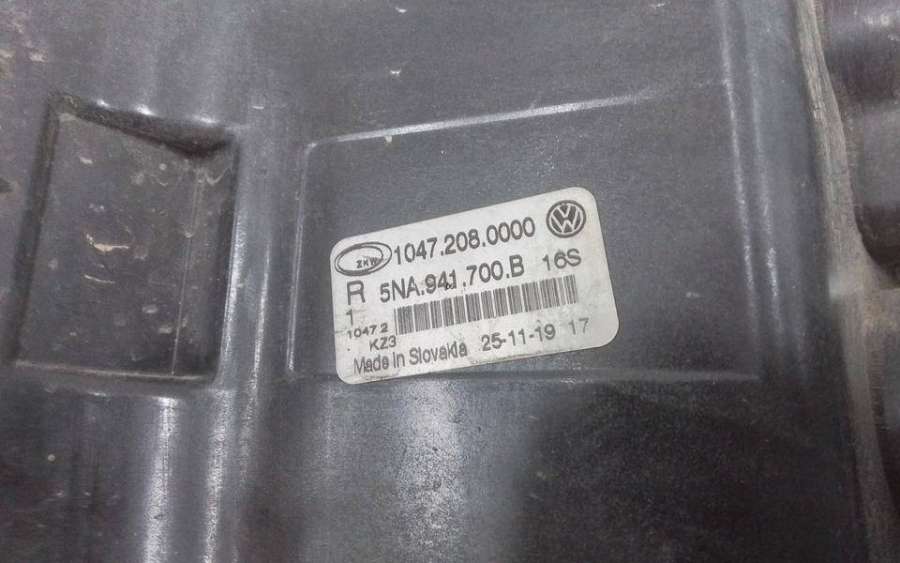 ZKW 1047.208.0000
R 5NA.941.700.B 16S
1
1047 2
KZ3
Made in Slovakia 25-11-19 17